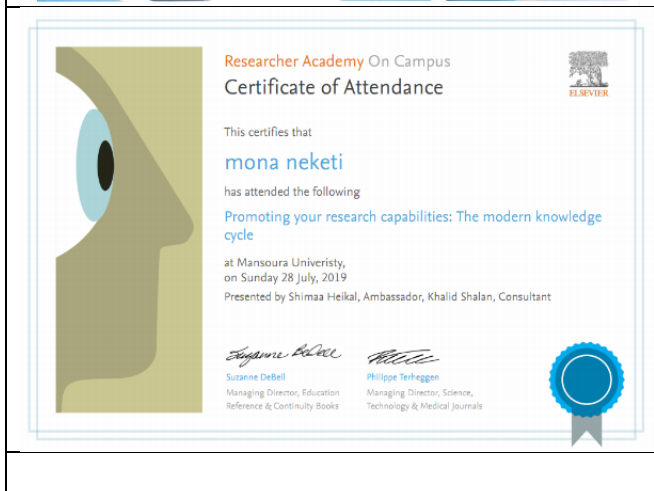 Researcher Academy On Campus
Certificate of Attendance
ELSEVIER
This certifies that
mona neketi
has attended the following
Promoting your research capabilities: The modern knowledge
cycle
at Mansoura Univeristy,
on Sunday 28 July, 2019
Presented by Shimaa Heikal, Ambassador, Khalid Shalan, Consultant
Suzanne BeDell
Suzanne DeBell
Philippe Terheggen
Managing Director, Education
Managing Director, Science,
Reference & Continuity Books
Technology & Medical Journals